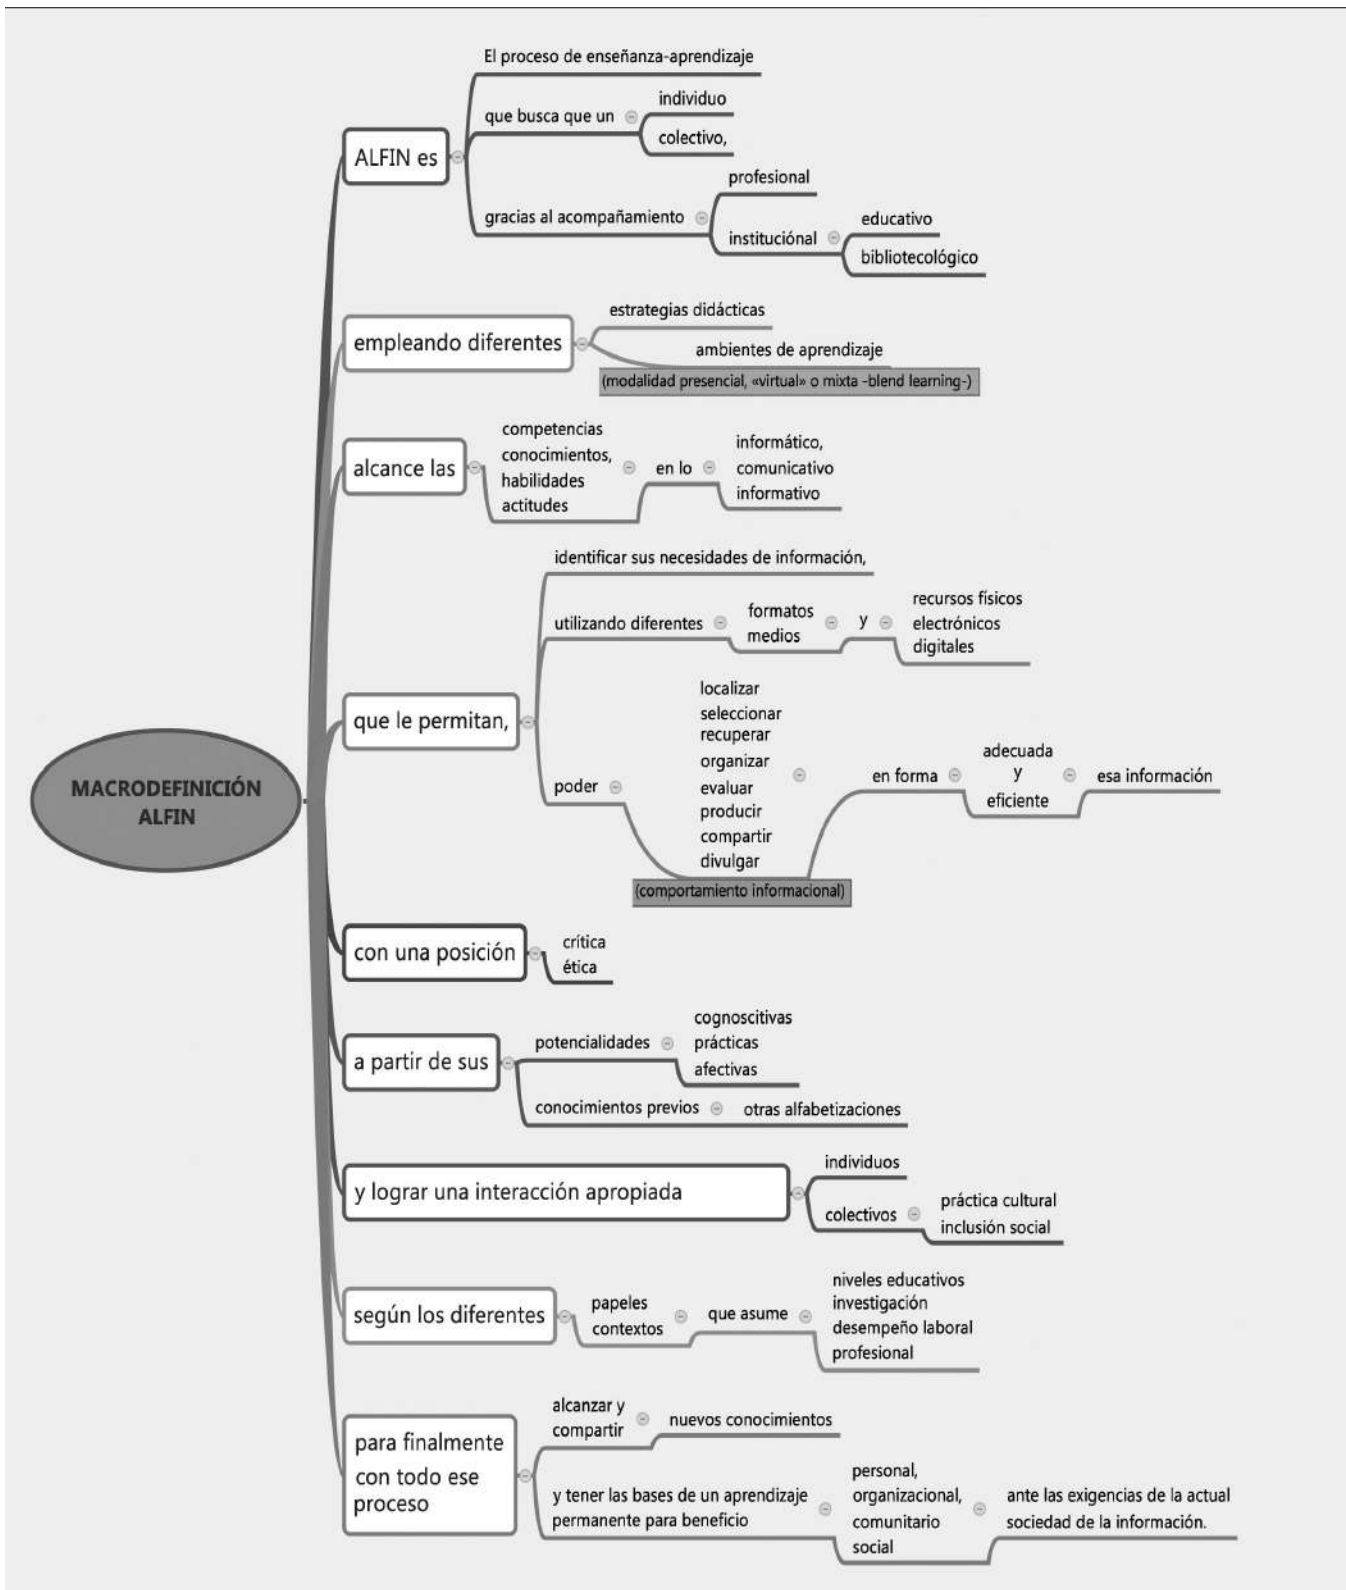 MACRODEFINICIÓN
ALFIN
ALFIN es
El proceso de enseñanza-aprendizaje
que busca que un
individuo
colectivo,
gracias al acompañamiento
profesional
instituciónal
educativo
bibliotecológico
empleando diferentes
estrategias didácticas
ambientes de aprendizaje
(modalidad presencial, «virtual» o mixta -blend learning-)
alcance las
competencias
conocimientos,
habilidades
actitudes
en lo
informático,
comunicativo
informativo
que le permitan,
identificar sus necesidades de información,
utilizando diferentes
formatos
medios
y
recursos físicos
electrónicos
digitales
poder
localizar
seleccionar
recuperar
organizar
evaluar
producir
compartir
divulgar
(comportamiento informacional)
en forma
adecuada
y
eficiente
esa información
con una posición
crítica
ética
a partir de sus
potencialidades
cognoscitivas
prácticas
afectivas
conocimientos previos
otras alfabetizaciones
y lograr una interacción apropiada
individuos
colectivos
práctica cultural
inclusión social
según los diferentes
papeles
contextos
que asume
niveles educativos
investigación
desempeño laboral
profesional
para finalmente
con todo ese
proceso
alcanzar y
compartir
nuevos conocimientos
y tener las bases de un aprendizaje
permanente para beneficio
personal,
organizacional,
comunitario
social
ante las exigencias de la actual
sociedad de la información.